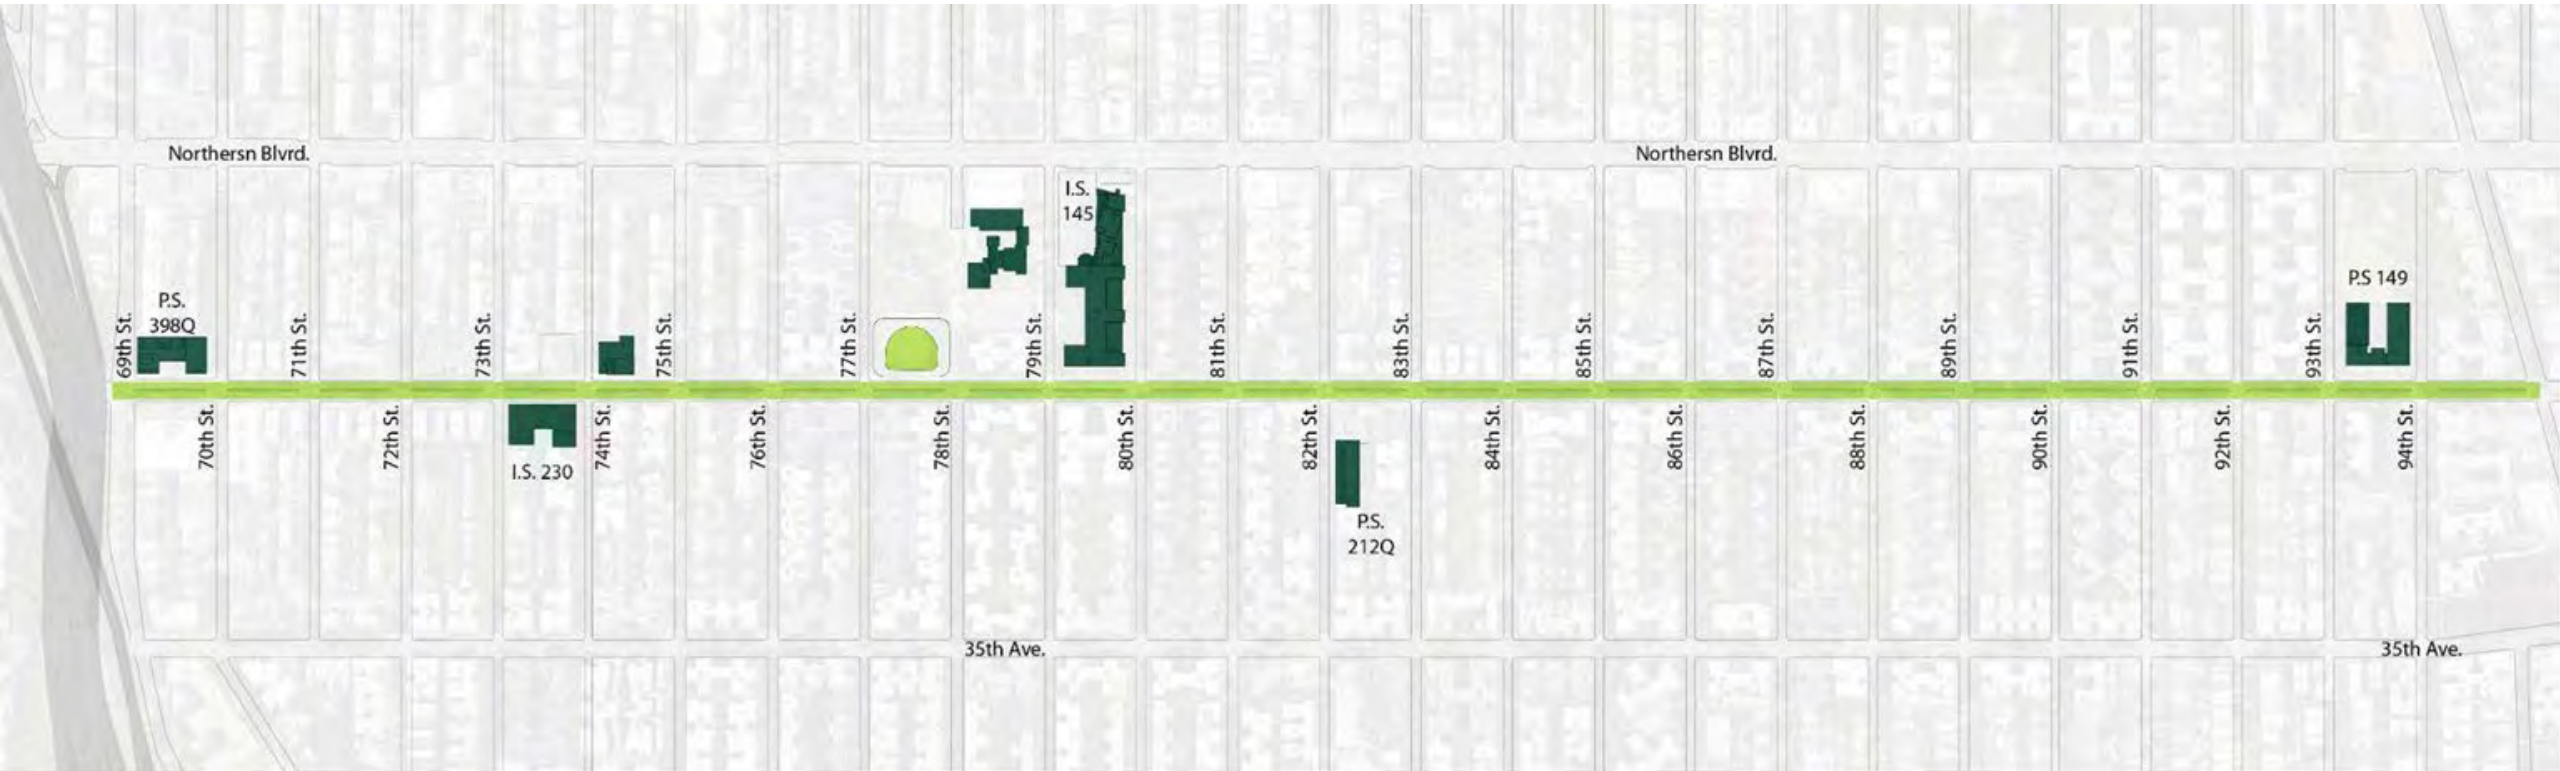 Northersn Blvrd.
Northersn Blvrd.
I.S.
145
P.S 149
P.S.
398Q
69th St.
71th St.
73th St.
75th St.
77th St.
79th St.
81th St.
83th St.
85th St.
87th St.
89th St.
91th St.
93th St.
70th St.
72th St.
74th St.
76th St.
78th St.
80th St.
82th St.
84th St.
86th St.
88th St.
90th St.
92th St.
94th St.
I.S. 230
P.S.
212Q
35th Ave.
35th Ave.